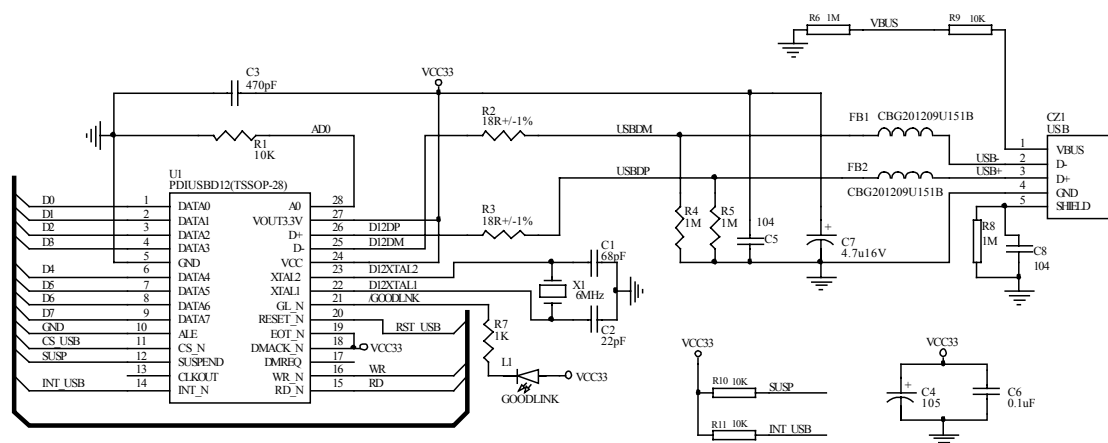 R6 1M
VBUS
R9 10K
C3
470pF
VCC33
R1
10K
AD0
R2
18R+/-1%
USBDM
FB1
CBG201209U151B
CZ1
USB
USBDP
FB2
CBG201209U151B
USB-
USB+
1 VBUS
2 D-
3 D+
4 GND
5 SHIELD
U1
PDIUSBD12(TSSOP-28)
D0 1 DATA0 A0 28
D1 2 DATA1 VOUT3.3V 27
D2 3 DATA2 D+ 26 D12DP
D3 4 DATA3 D- 25 D12DM
5 GND VCC 24
D4 6 DATA4 XTAL2 23 D12XTAL2
D5 7 DATA5 XTAL1 22 D12XTAL1
D6 8 DATA6 GL_N 21 /GOODLNK
D7 9 DATA7 RESET_N 20 RST_USB
GND 10 ALE EOT_N 19
CS_USB 11 CS_N DMACK_N 18 VCC33
SUSP 12 SUSPEND DMREQ 17
13 CLKOUT WR_N 16 WR
INT_USB 14 INT_N RD_N 15 RD
R3
18R+/-1%
R4
1M
R5
1M
104
C5
+
C7
4.7u16V
R8
1M
C8
104
C1
68pF
X1
6MHz
C2
22pF
R7
1K
L1
VCC33
GOODLINK
VCC33
R10 10K
SUSP
R11 10K
INT_USB
VCC33
+
C4
105
C6
0.1uF